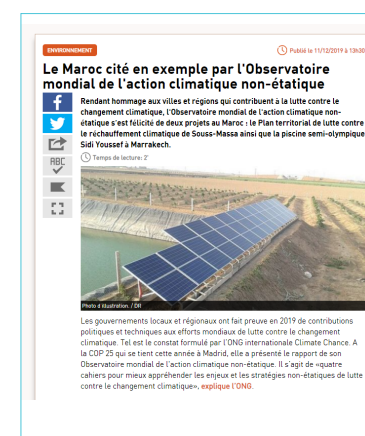 ENVIRONNEMENT
Publié le 11/12/2019 à 13h30
Le Maroc cité en exemple par l'Observatoire
mondial de l'action climatique non-étatique
Rendant hommage aux villes et régions qui contribuent à la lutte contre le
changement climatique, l'Observatoire mondial de l'action climatique non-
étatique s'est félicité de deux projets au Maroc : le Plan territorial de lutte contre
le réchauffement climatique de Souss-Massa ainsi que la piscine semi-olympique
Sidi Youssef à Marrakech.
ABC
Temps de lecture: 2'
Photo d'illustration. / DR
Les gouvernements locaux et régionaux ont fait preuve en 2019 de contributions
politiques et techniques aux efforts mondiaux de lutte contre le changement
climatique. Tel est le constat formulé par l'ONG internationale Climate Chance. A
la COP 25 qui se tient cette année à Madrid, elle a présenté le rapport de son
Observatoire mondial de l'action climatique non-étatique. Il s'agit de «quatre
cahiers pour mieux appréhender les enjeux et les stratégies non-étatiques de lutte
contre le changement climatique», explique l'ONG.